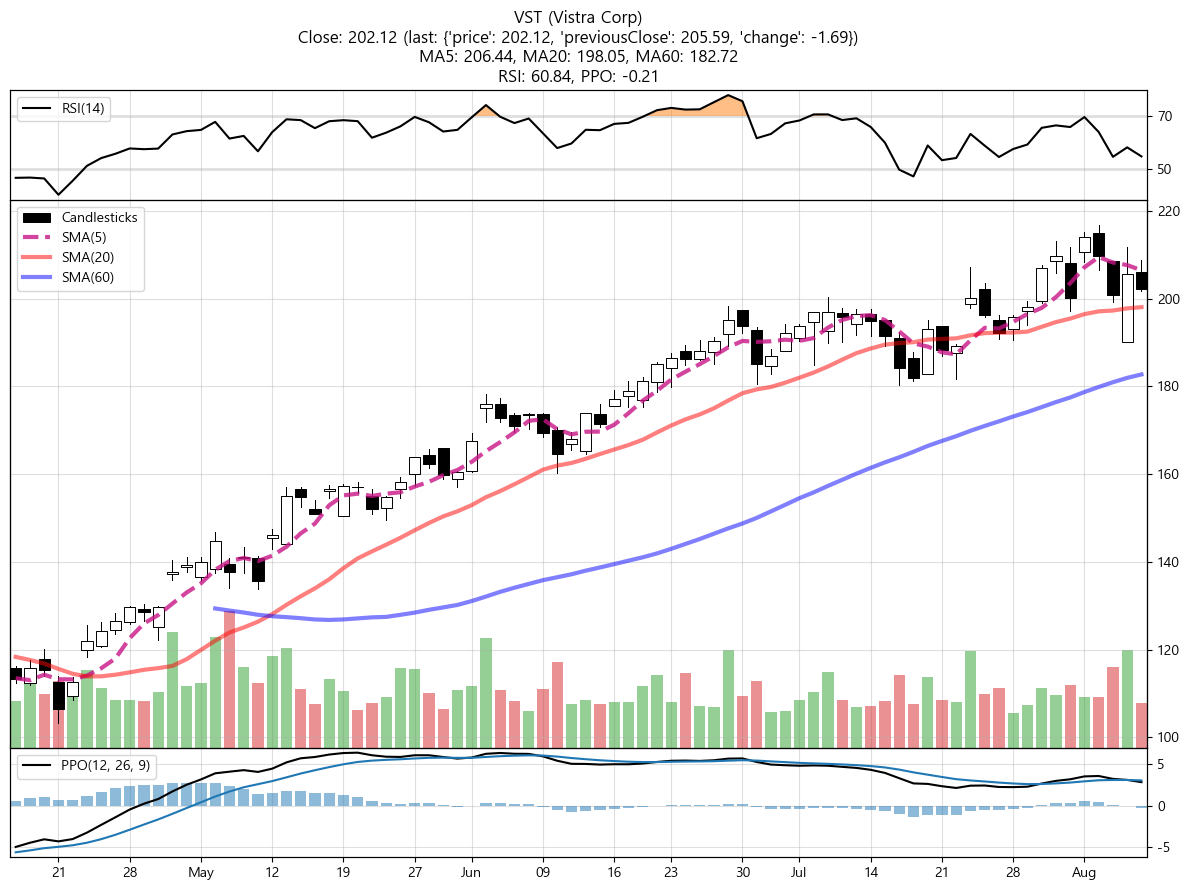 VST (Vistra Corp)
Close: 202.12 (last: {'price': 202.12, 'previousClose': 205.59, 'change': -1.69})
MA5: 206.44, MA20: 198.05, MA60: 182.72
RSI: 60.84, PPO: -0.21
RSI(14)
70
50
Candlesticks
SMA(5)
SMA(20)
SMA(60)
220
200
180
160
140
120
100
PPO(12, 26, 9)
5
0
-5
21 28 May 12 19 27 Jun 09 16 23 30 Jul 14 21 28 Aug